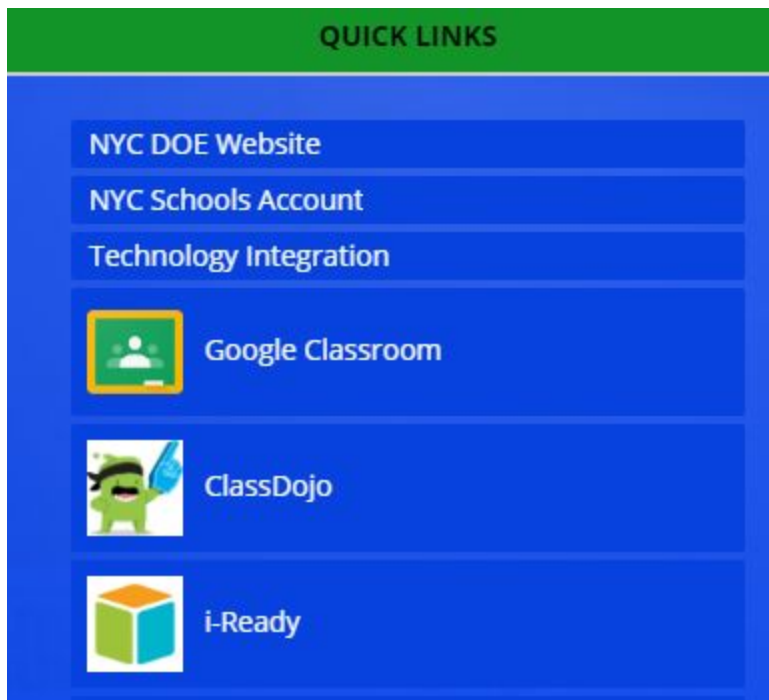 QUICK LINKS
NYC DOE Website
NYC Schools Account
Technology Integration
Google Classroom
ClassDojo
i-Ready